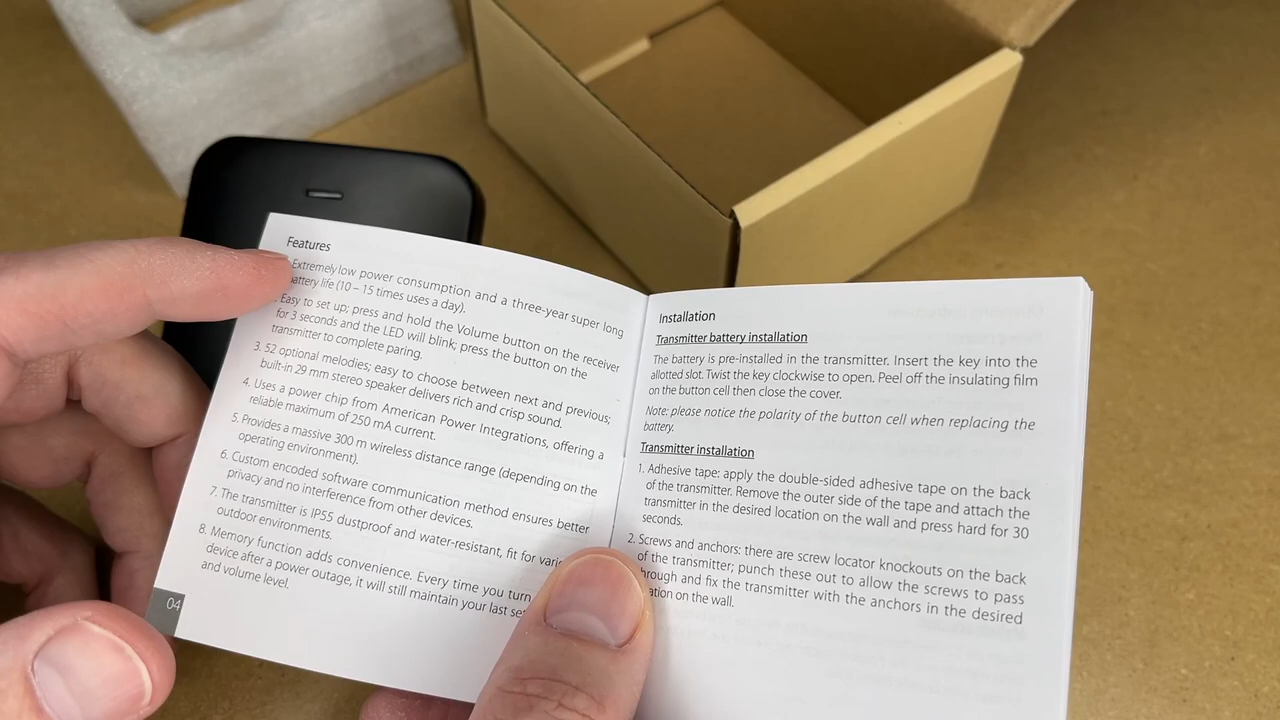 Features
Extremely low power consumption and a three-year super long
battery life (10 – 15 times uses a day).
Easy to set up; press and hold the Volume button on the receiver
for 3 seconds and the LED will blink; press the button on the
transmitter to complete paring.
3. 52 optional melodies; easy to choose between next and previous;
built-in 29 mm stereo speaker delivers rich and crisp sound.
4. Uses a power chip from American Power Integrations, offering a
reliable maximum of 250 mA current.
5. Provides a massive 300 m wireless distance range (depending on the
operating environment).
6. Custom encoded software communication method ensures better
privacy and no interference from other devices.
7. The transmitter is IP55 dustproof and water-resistant, fit for
outdoor environments.
8. Memory function adds convenience. Every time you turn
device after a power outage, it will still maintain your last
and volume level.
04
Installation
Transmitter battery installation
The battery is pre-installed in the transmitter. Insert the key into the
allotted slot. Twist the key clockwise to open. Peel off the insulating film
on the button cell then close the cover.
Note: please notice the polarity of the button cell when replacing the
battery.
Transmitter installation
1. Adhesive tape: apply the double-sided adhesive tape on the back
of the transmitter. Remove the outer side of the tape and attach the
transmitter in the desired location on the wall and press hard for 30
seconds.
2. Screws and anchors: there are screw locator knockouts on the back
of the transmitter; punch these out to allow the screws to pass
through and fix the transmitter with the anchors in the desired
on the wall.